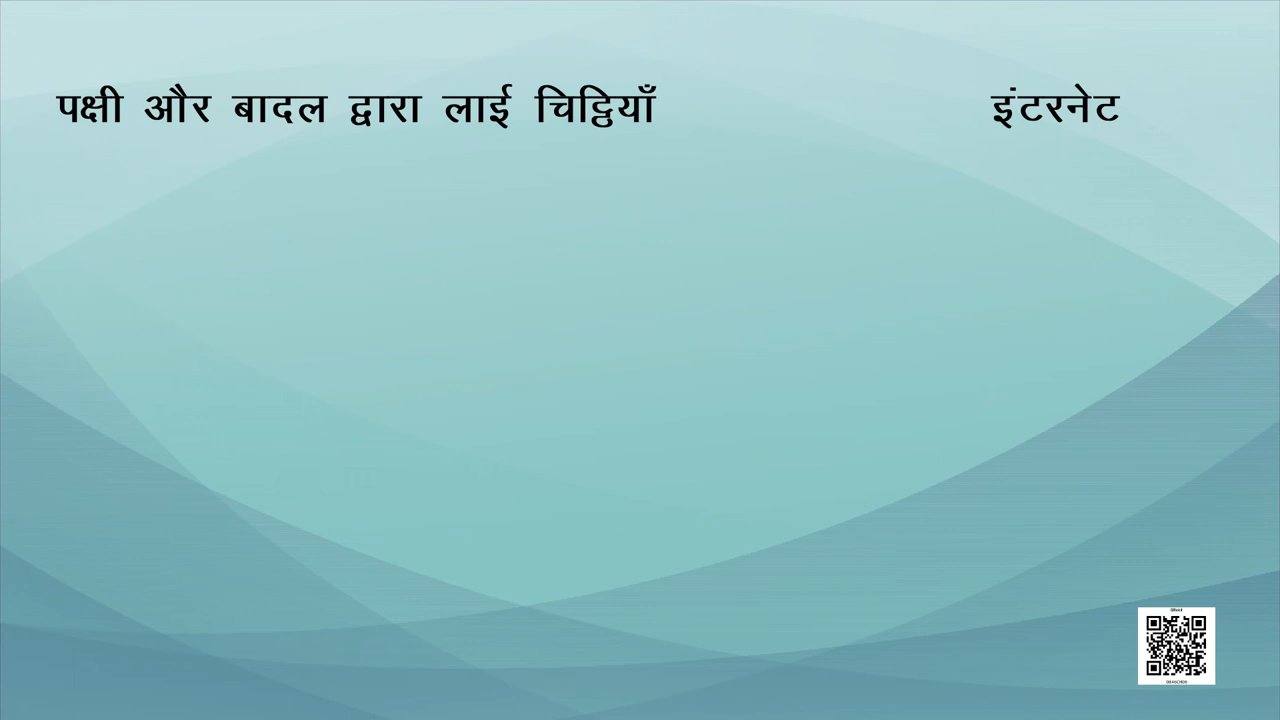 पक्षी और बादल द्वारा लाई चिट्ठियाँ इंटरनेट